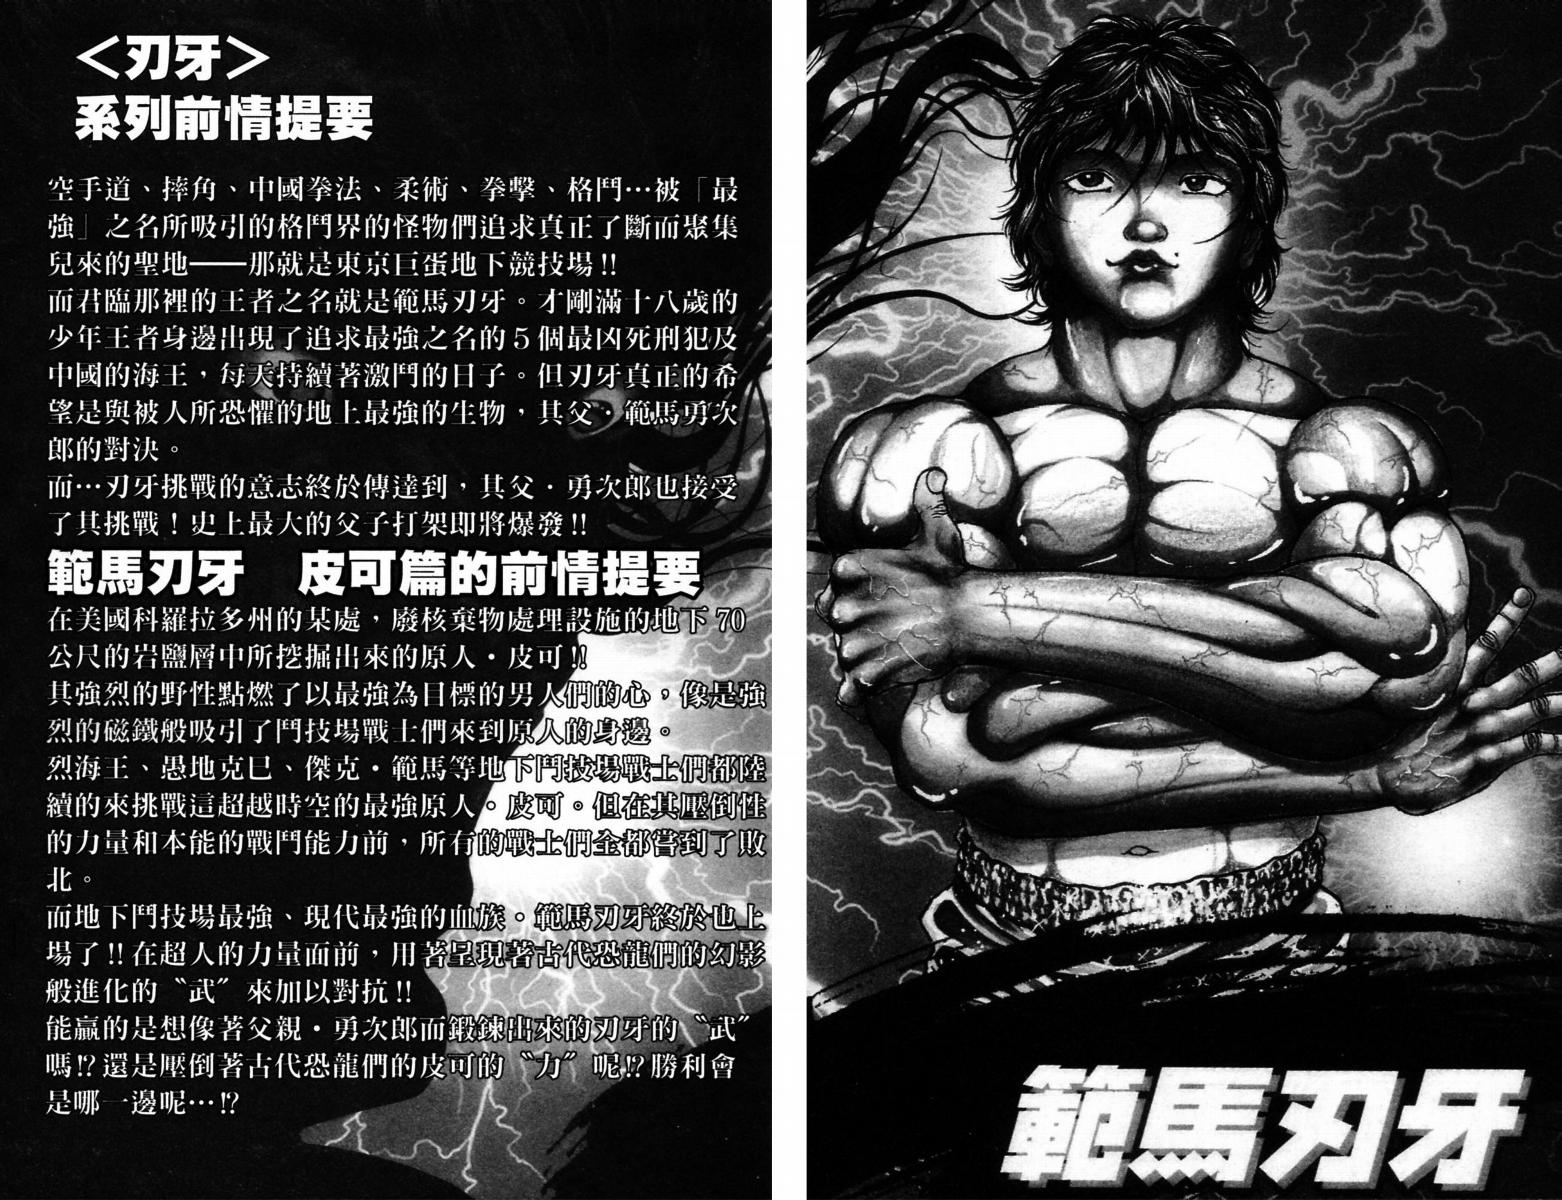 ＜刃牙＞
系列前情提要
空手道、摔角、中國拳法、柔術、拳擊、格鬥…被「最
強」之名所吸引的格鬥界的怪物們追求真正了斷而聚集
兒來的聖地——那就是東京巨蛋地下競技場!!
而君臨那裡的王者之名就是範馬刃牙。才剛滿十八歲的
少年王者身邊出現了追求最強之名的5個最凶死刑犯及
中國的海王，每天持續著激鬥的日子。但刃牙真正的希
望是與被人所恐懼的地上最強的生物，其父·範馬勇次
郎的對決。
而…刃牙挑戰的意志終於傳達到，其父·勇次郎也接受
了其挑戰！史上最大的父子打架即將爆發!!
範馬刃牙　皮可篇的前情提要
在美國科羅拉多州的某處，廢核棄物處理設施的地下70
公尺的岩鹽層中所挖掘出來的原人·皮可!!
其強烈的野性點燃了以最強為目標的男人們的心，像是強
烈的磁鐵般吸引了鬥技場戰士們來到原人的身邊。
烈海王、愚地克巳、傑克·範馬等地下鬥技場戰士們都陸
續的來挑戰這超越時空的最強原人·皮可。但在其壓倒性
的力量和本能的戰鬥能力前，所有的戰士們全都嘗到了敗
北。
而地下鬥技場最強、現代最強的血族·範馬刃牙終於也上
場了!!在超人的力量面前，用著呈現著古代恐龍們的幻影
般進化的〝武〞來加以對抗!!
能贏的是想像著父親·勇次郎而鍛鍊出來的刃牙的〝武〞
嗎!?還是壓倒著古代恐龍們的皮可的〝力〞呢!?勝利會
是哪一邊呢…!?
範馬刃牙